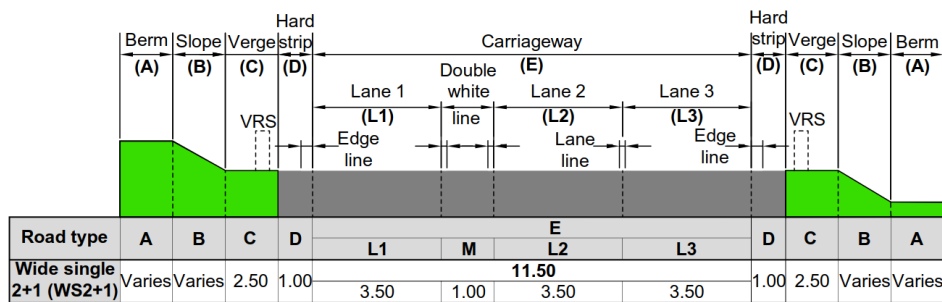 Berm Slope Verge Hard strip Carriageway Hard strip Verge Slope Berm
(A) (B) (C) (D) (E) (D) (C) (B) (A)
Lane 1 Double white line Lane 2 Lane 3
(L1) (L2) (L3)
VRS Edge line Lane line Edge line VRS
Road type A B C D E D C B A
L1 M L2 L3
Wide single 2+1 (WS2+1) Varies Varies 2.50 1.00 11.50 1.00 2.50 Varies Varies
3.50 1.00 3.50 3.50